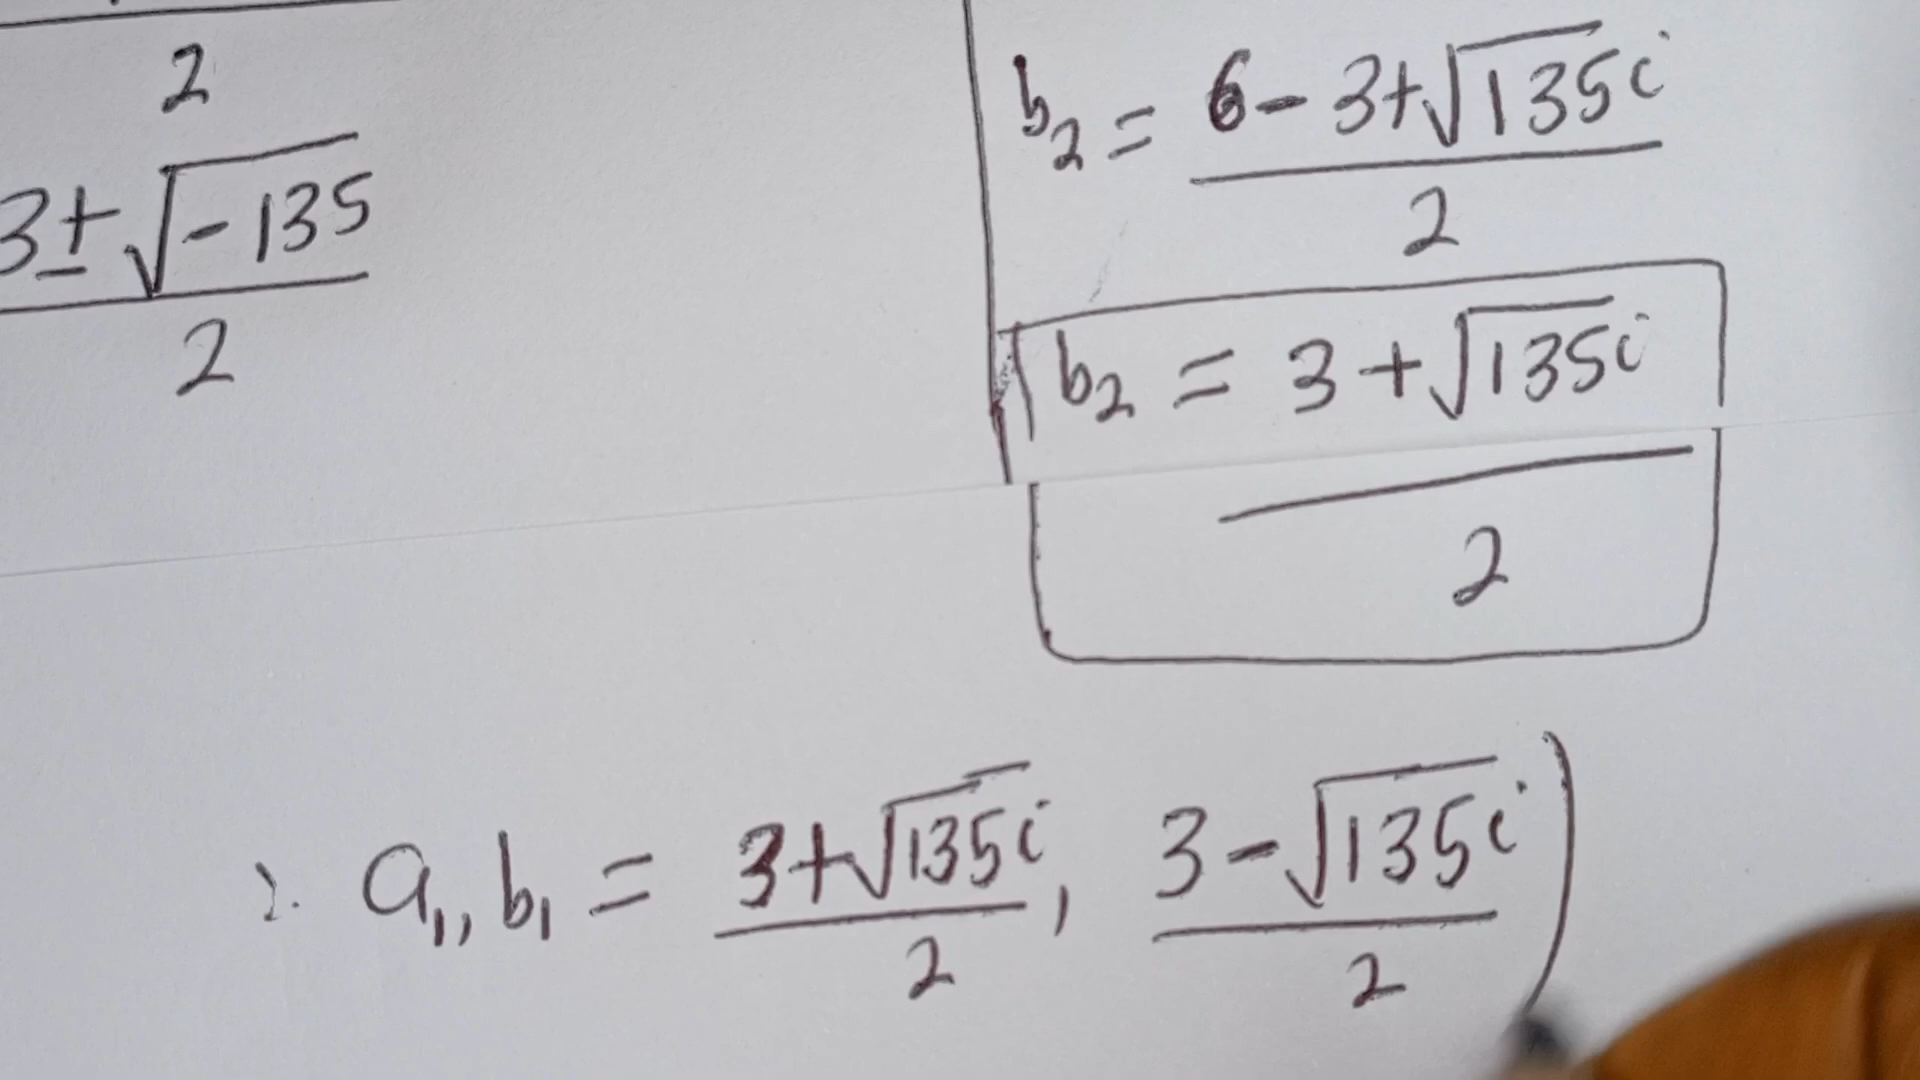 2
3±√-135
2
b₂ = 6-3+√135i
2
b₂ = 3+√135i
2
∴ a₁, b₁ = 3+√135i / 2, 3-√135i / 2)